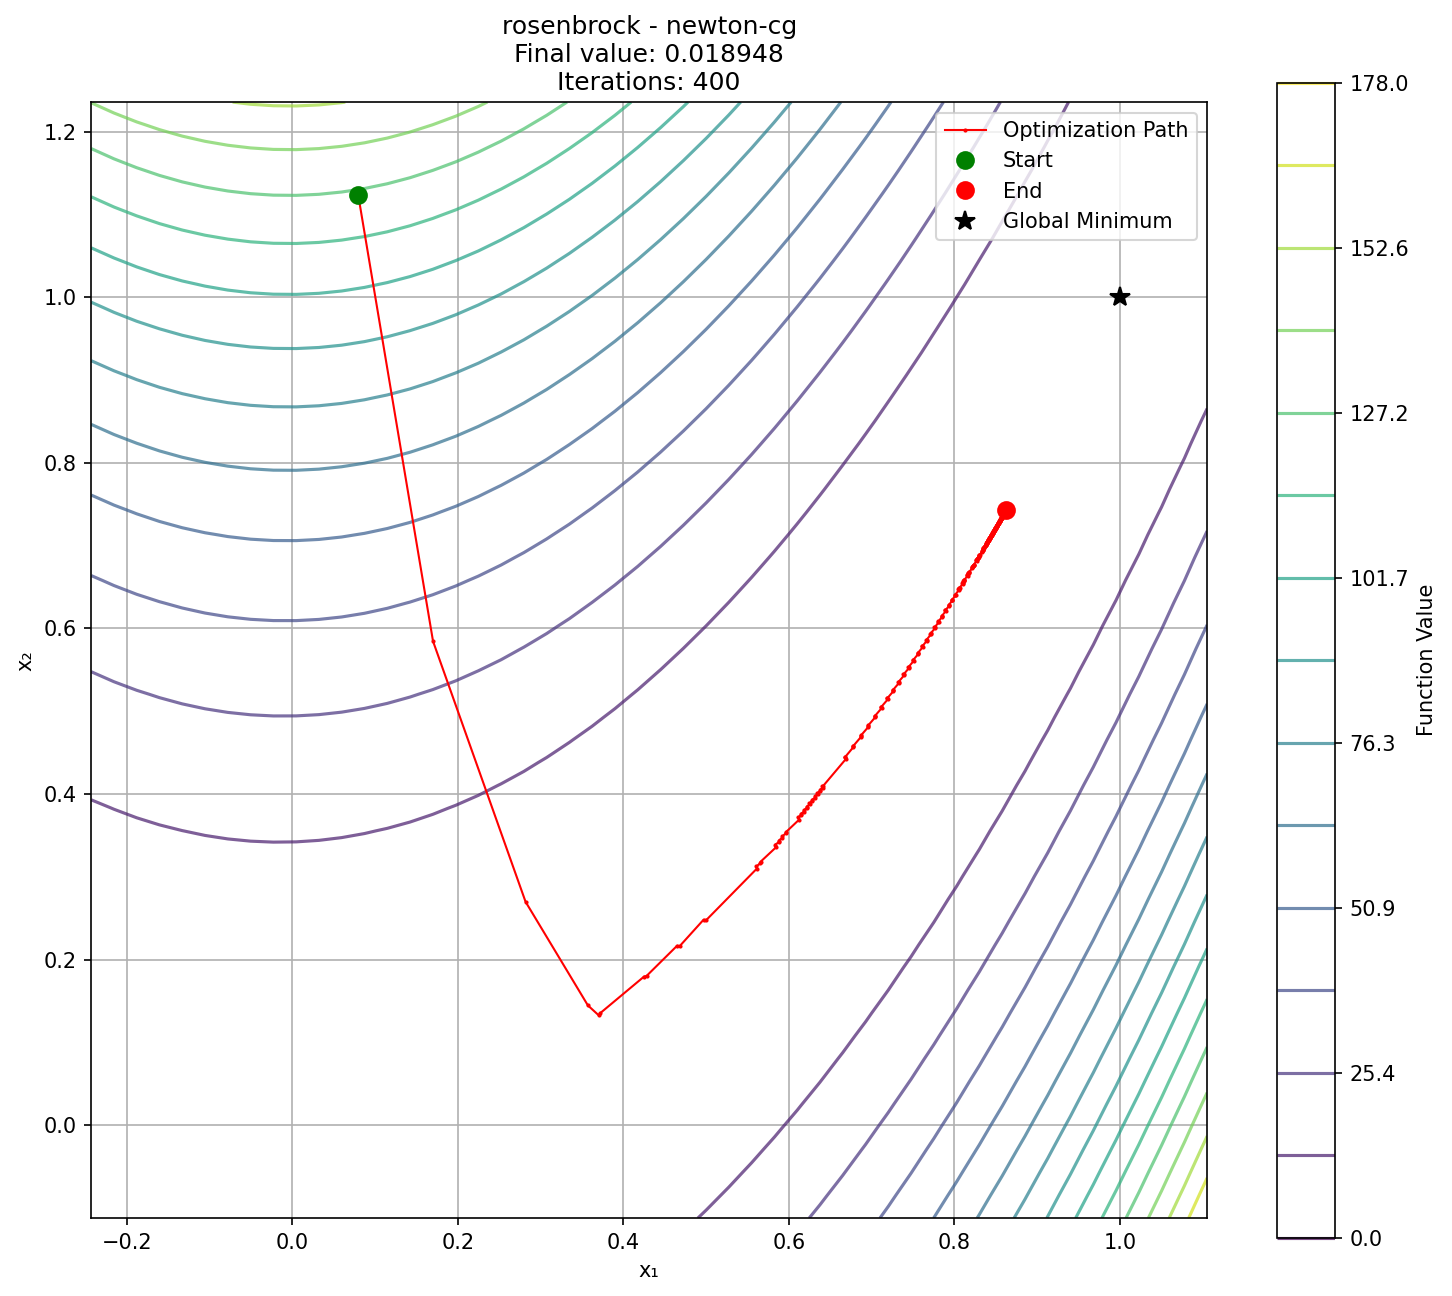 rosenbrock - newton-cg
Final value: 0.018948
Iterations: 400
Optimization Path
Start
End
Global Minimum
1.2
1.0
0.8
0.6
0.4
0.2
0.0
x₂
−0.2
0.0
0.2
0.4
0.6
0.8
1.0
x₁
178.0
152.6
127.2
101.7
76.3
50.9
25.4
0.0
Function Value